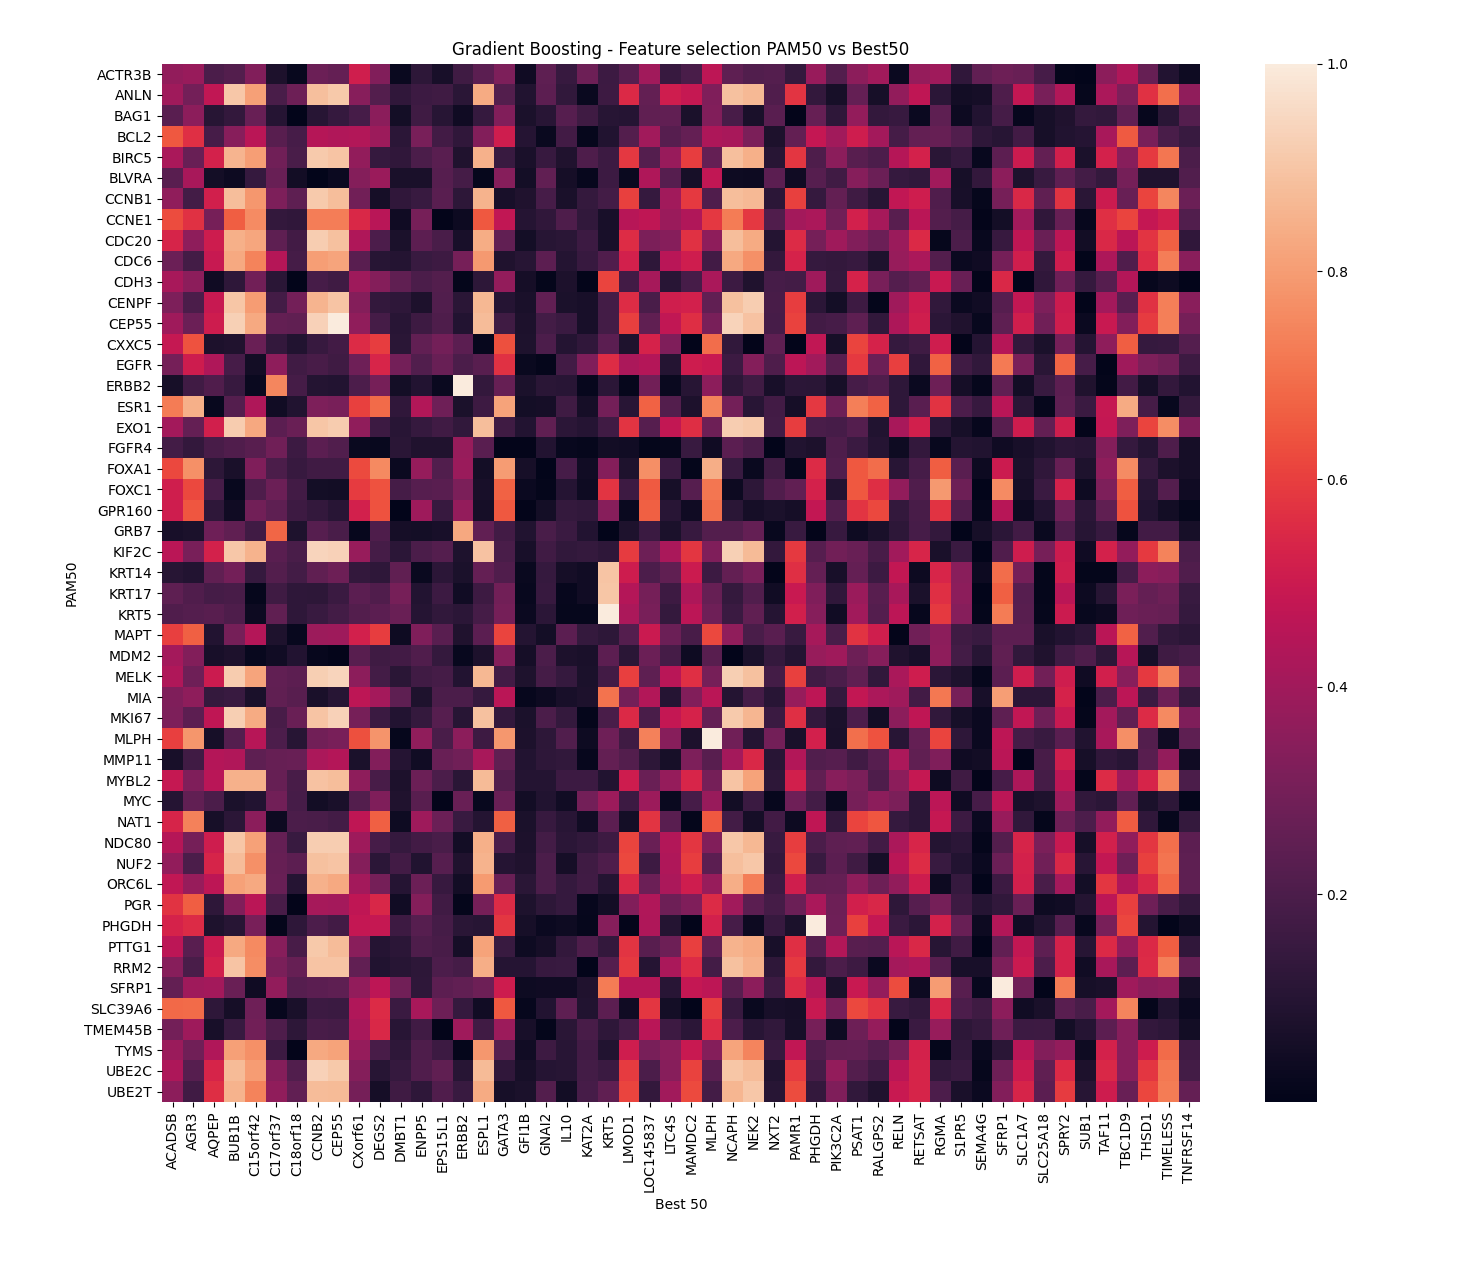 Gradient Boosting - Feature selection PAM50 vs Best50
ACTR3B
ANLN
BAG1
BCL2
BIRC5
BLVRA
CCNB1
CCNE1
CDC20
CDC6
CDH3
CENPF
CEP55
CXXC5
EGFR
ERBB2
ESR1
EXO1
FGFR4
FOXA1
FOXC1
GPR160
GRB7
KIF2C
KRT14
KRT17
KRT5
MAPT
MDM2
MELK
MIA
MKI67
MLPH
MMP11
MYBL2
MYC
NAT1
NDC80
NUF2
ORC6L
PGR
PHGDH
PTTG1
RRM2
SFRP1
SLC39A6
TMEM45B
TYMS
UBE2C
UBE2T
PAM50
ACADSB
AGR3
AQPEP
BUB1B
C15orf42
C17orf37
C18orf18
CCNB2
CEP55
CXorf61
DEGS2
DMBT1
ENPP5
EPS15L1
ERBB2
ESPL1
GATA3
GFI1B
GNAI2
IL10
KAT2A
KRT5
LMOD1
LOC145837
LTC4S
MAMDC2
MLPH
NCAPH
NEK2
NXT2
PAMR1
PHGDH
PIK3C2A
PSAT1
RALGPS2
RELN
RETSAT
RGMA
S1PR5
SEMA4G
SFRP1
SLC1A7
SLC25A18
SPRY2
SUB1
TAF11
TBC1D9
THSD1
TIMELESS
TNFRSF14
Best 50
1.0
0.8
0.6
0.4
0.2